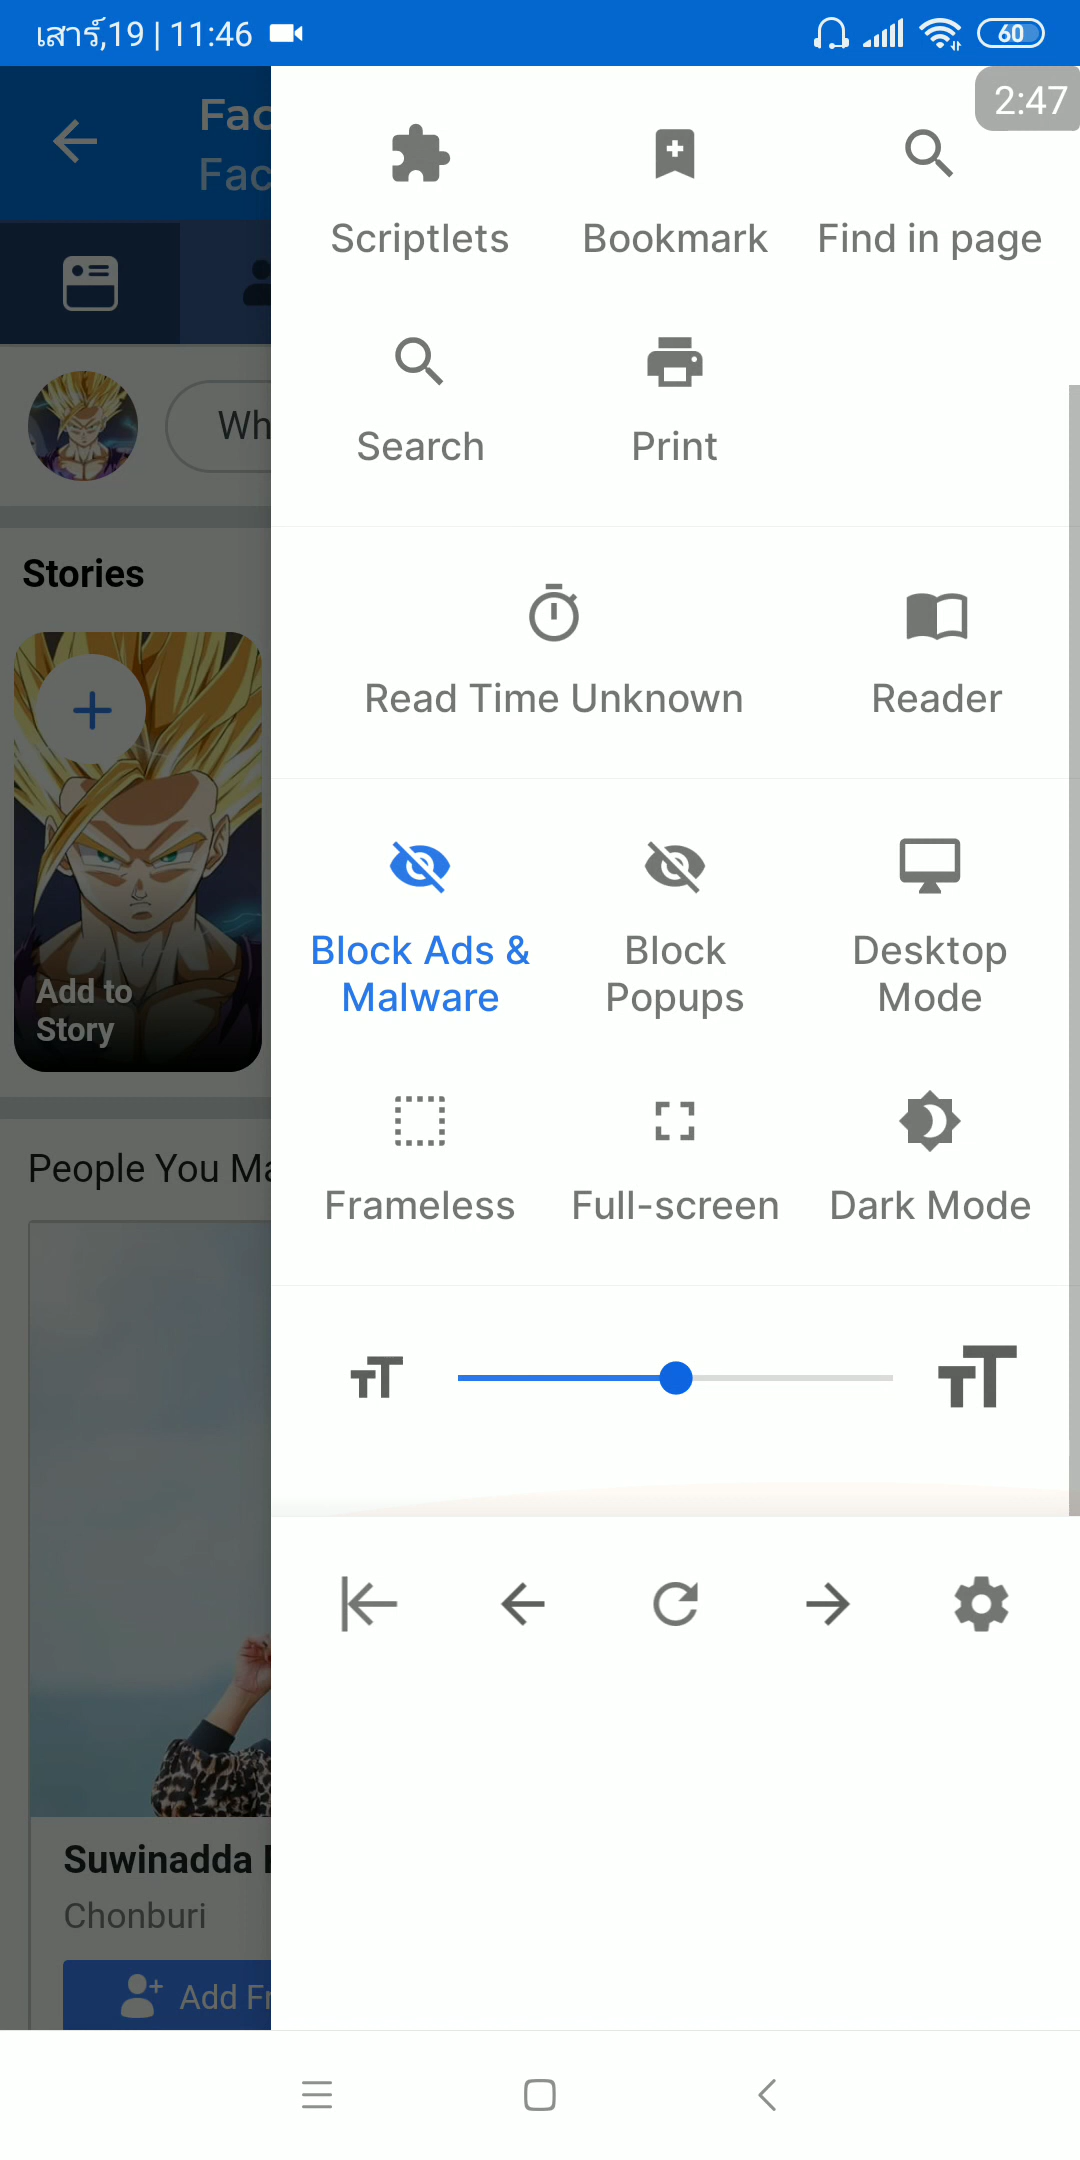 เสาร์,19 | 11:46
60
2:47
Fac
Fac
Scriptlets
Bookmark
Find in page
Wh
Search
Print
Stories
Read Time Unknown
Reader
Add to
Story
Block Ads &
Malware
Block
Popups
Desktop
Mode
People You Ma
Frameless
Full-screen
Dark Mode
Suwinadda
Chonburi
Add Fr